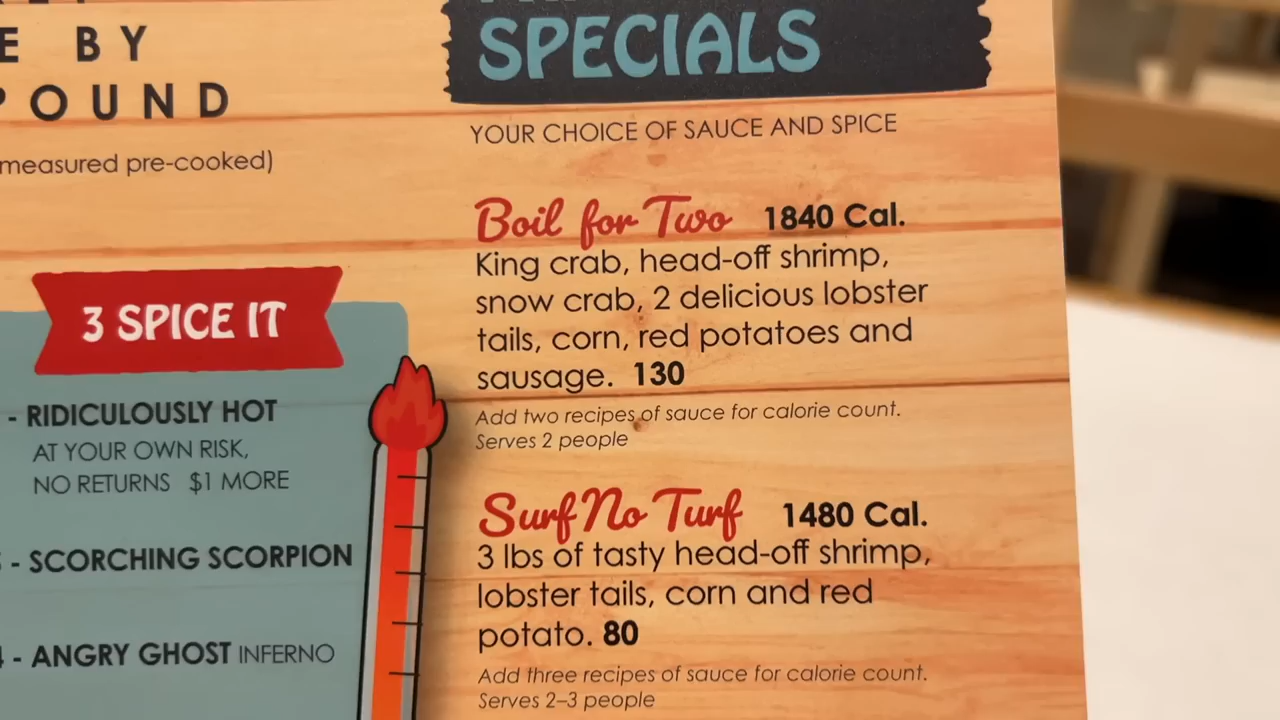 E BY
POUND
measured pre-cooked)
3 SPICE IT
- RIDICULOUSLY HOT
AT YOUR OWN RISK,
NO RETURNS $1 MORE
- SCORCHING SCORPION
- ANGRY GHOST INFERNO
SPECIALS
YOUR CHOICE OF SAUCE AND SPICE
Boil for Two 1840 Cal.
King crab, head-off shrimp,
snow crab, 2 delicious lobster
tails, corn, red potatoes and
sausage. 130
Add two recipes of sauce for calorie count.
Serves 2 people
Surf No Turf 1480 Cal.
3 lbs of tasty head-off shrimp,
lobster tails, corn and red
potato. 80
Add three recipes of sauce for calorie count.
Serves 2–3 people